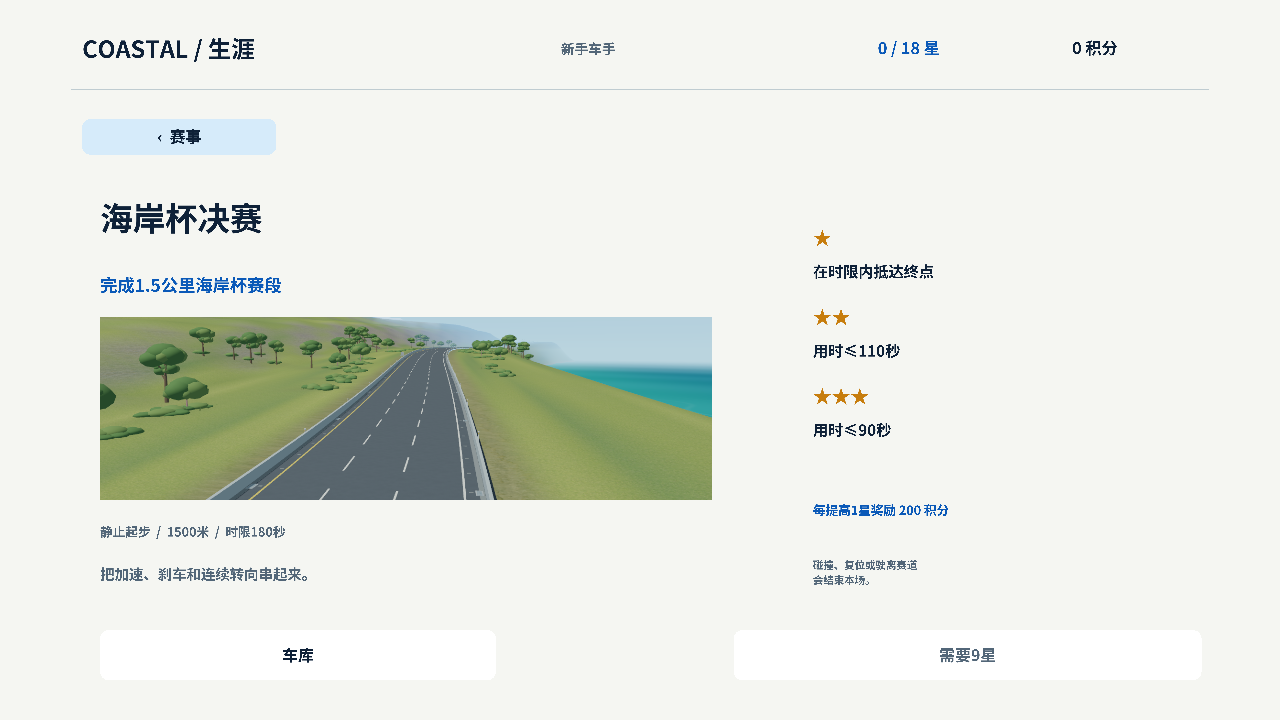 COASTAL / 生涯
新手车手
0 / 18 星
0 积分
‹ 赛事
海岸杯决赛
完成1.5公里海岸杯赛段
静止起步 / 1500米 / 时限180秒
把加速、刹车和连续转向串起来。
★
在时限内抵达终点
★★
用时≤110秒
★★★
用时≤90秒
每提高1星奖励 200 积分
碰撞、复位或驶离赛道
会结束本场。
车库
需要9星